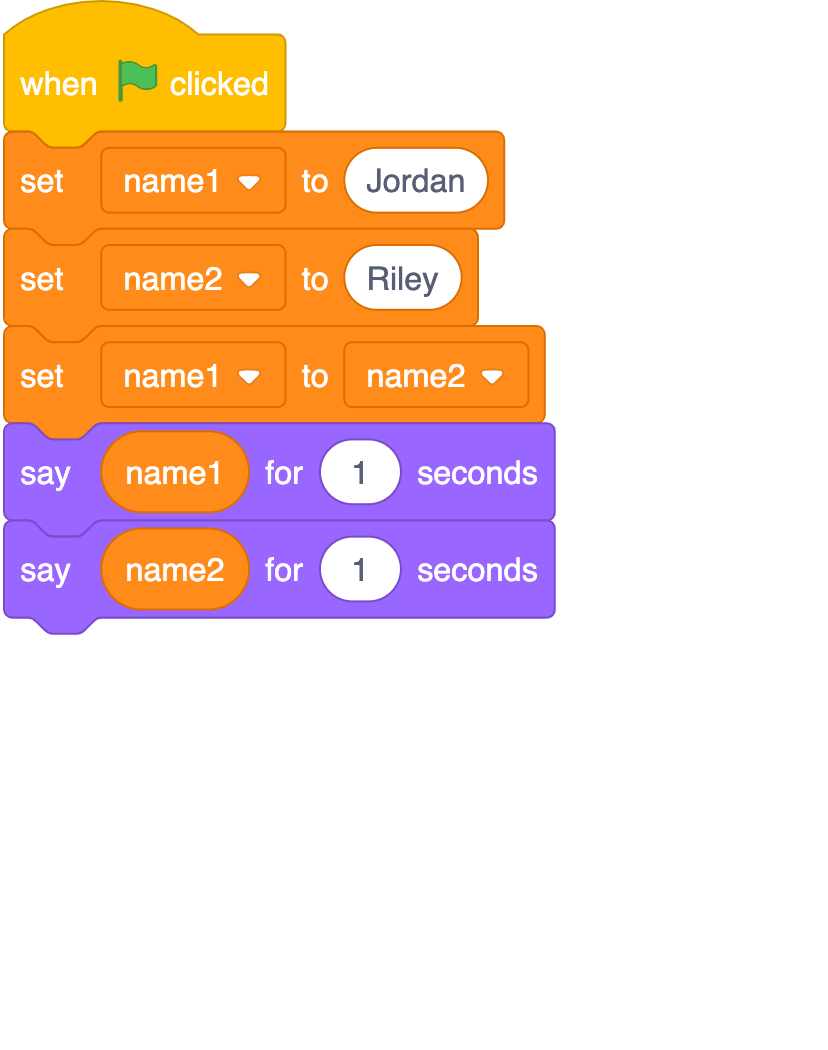 when clicked
set name1 to Jordan
set name2 to Riley
set name1 to name2
say name1 for 1 seconds
say name2 for 1 seconds